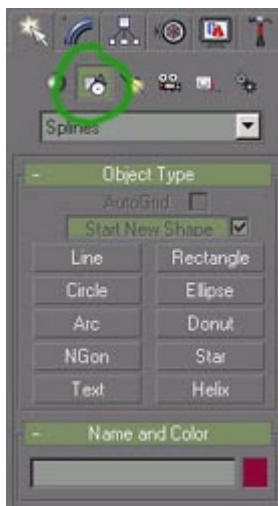 Splines
- Object Type
AutoGrid
Start New Shape
Line Rectangle
Circle Ellipse
Arc Donut
NGon Star
Text Helix
- Name and Color